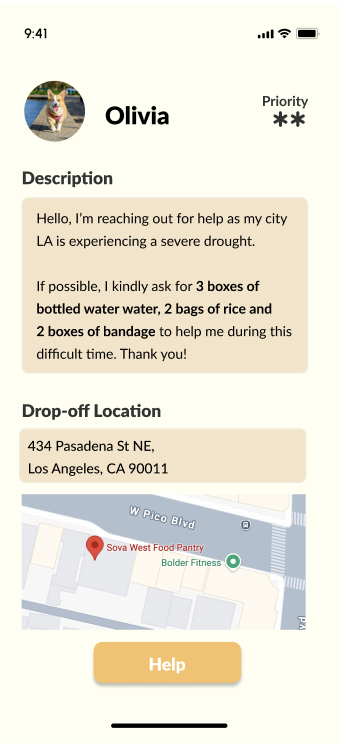 9:41
Olivia
Priority
**
Description
Hello, I'm reaching out for help as my city
LA is experiencing a severe drought.
If possible, I kindly ask for 3 boxes of
bottled water water, 2 bags of rice and
2 boxes of bandage to help me during this
difficult time. Thank you!
Drop-off Location
434 Pasadena St NE,
Los Angeles, CA 90011
W Pico Blvd
Sova West Food Pantry
Bolder Fitness
Help